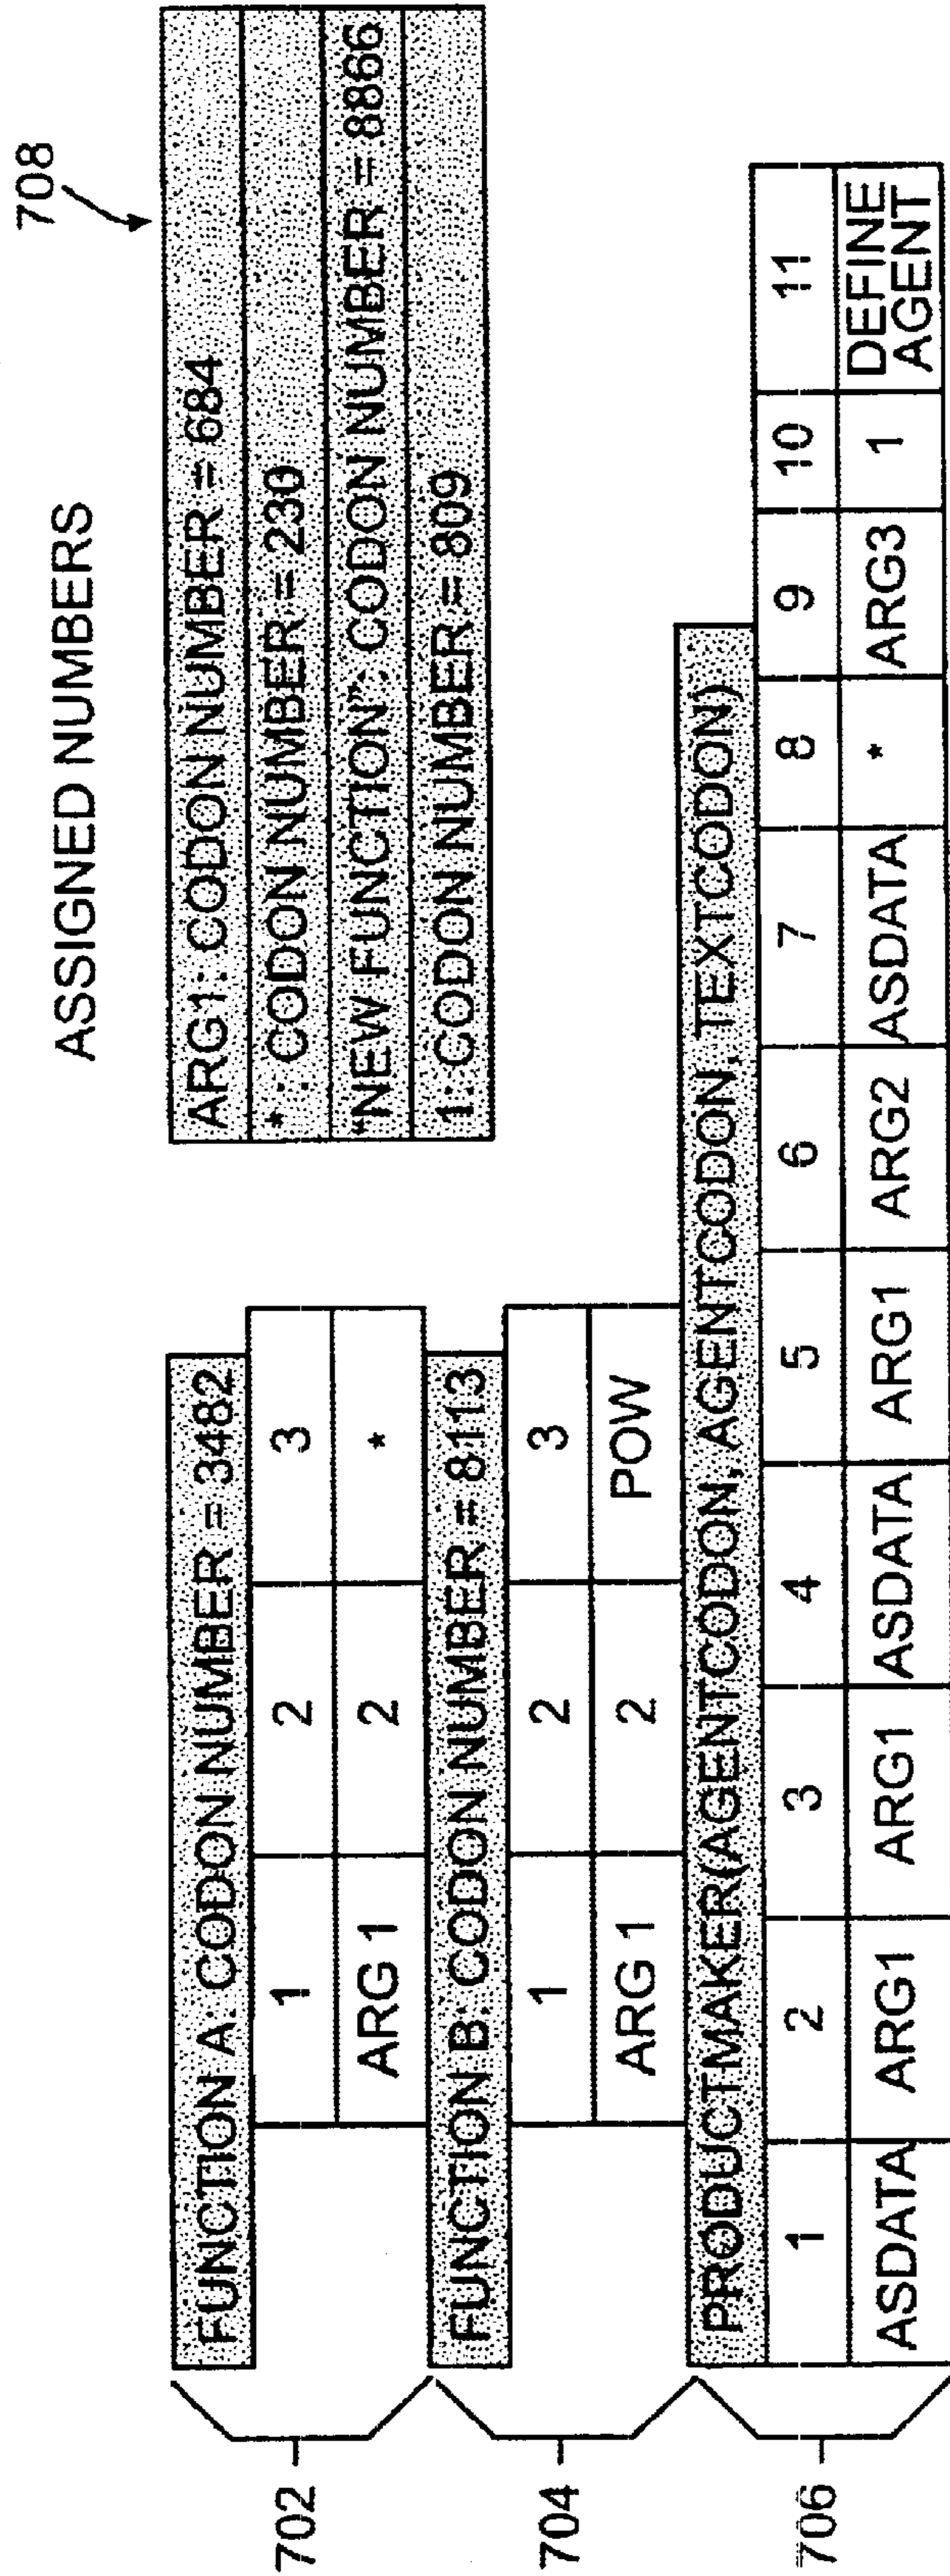 ASSIGNED NUMBERS
708
ARG1: CODON NUMBER = 684
* : CODON NUMBER = 230
"NEW FUNCTION": CODON NUMBER = 8866
1: CODON NUMBER = 809
702
FUNCTION A: CODON NUMBER = 3482
1 2 3
ARG 1 2 *
704
FUNCTION B: CODON NUMBER = 8113
1 2 3
ARG 1 2 POW
706
PRODUCTMAKER(AGENTCODON, AGENTCODON, TEXTCODON)
1 2 3 4 5 6 7 8 9 10 11
ASDATA ARG1 ARG1 ASDATA ARG1 ARG2 ASDATA * ARG3 1 DEFINE
AGENT